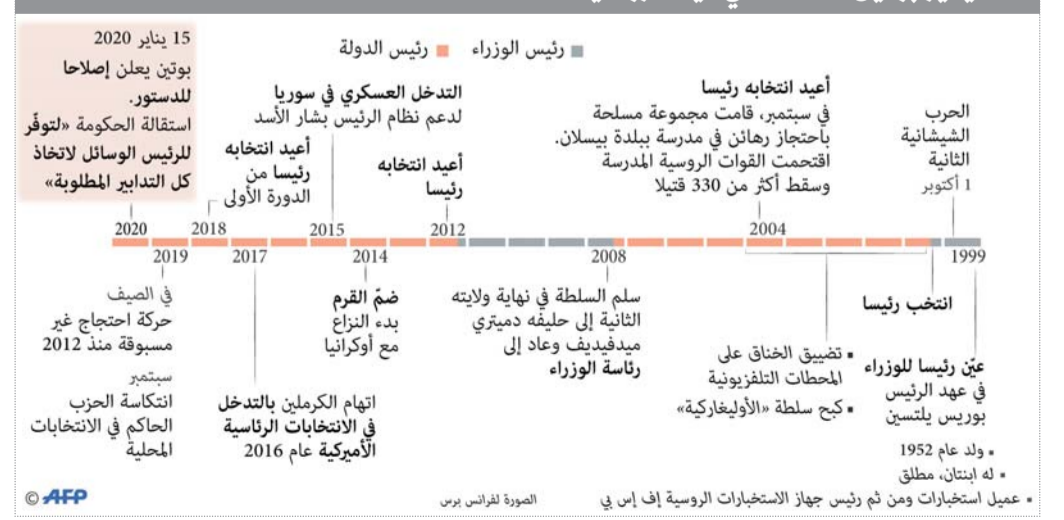 ■ رئيس الوزراء ■ رئيس الدولة
الحرب
الشيشانية
الثانية
1 أكتوبر
أعيد انتخابه رئيسا
في سبتمبر، قامت مجموعة مسلحة
باحتجاز رهائن في مدرسة ببلدة بيسلان.
اقتحمت القوات الروسية المدرسة
وسقط أكثر من 330 قتيلا
أعيد انتخابه
رئيسا
التدخل العسكري في سوريا
لدعم نظام الرئيس بشار الأسد
أعيد انتخابه
رئيسا من
الدورة الأولى
15 يناير 2020
بوتين يعلن إصلاحا
للدستور.
استقالة الحكومة «لتوفّر
للرئيس الوسائل لاتخاذ
كل التدابير المطلوبة»
2004
2012
2015
2018
2020
1999
2008
2014
2017
2019
عيّن رئيسا للوزراء
في عهد الرئيس
بوريس يلتسين
انتخب رئيسا
▪ تضييق الخناق على
المحطات التلفزيونية
▪ كبح سلطة «الأوليغاركية»
سلم السلطة في نهاية ولايته
الثانية إلى حليفه دميتري
ميدفيديف وعاد إلى
رئاسة الوزراء
ضمّ القرم
بدء النزاع
مع أوكرانيا
اتهام الكرملين بالتدخل
في الانتخابات الرئاسية
الأميركية عام 2016
في الصيف
حركة احتجاج غير
مسبوقة منذ 2012
سبتمبر
انتكاسة الحزب
الحاكم في الانتخابات
المحلية
▪ ولد عام 1952
▪ له ابنتان، مطلق
▪ عميل استخبارات ومن ثم رئيس جهاز الاستخبارات الروسية إف إس بي
الصورة لفرانس برس
© AFP